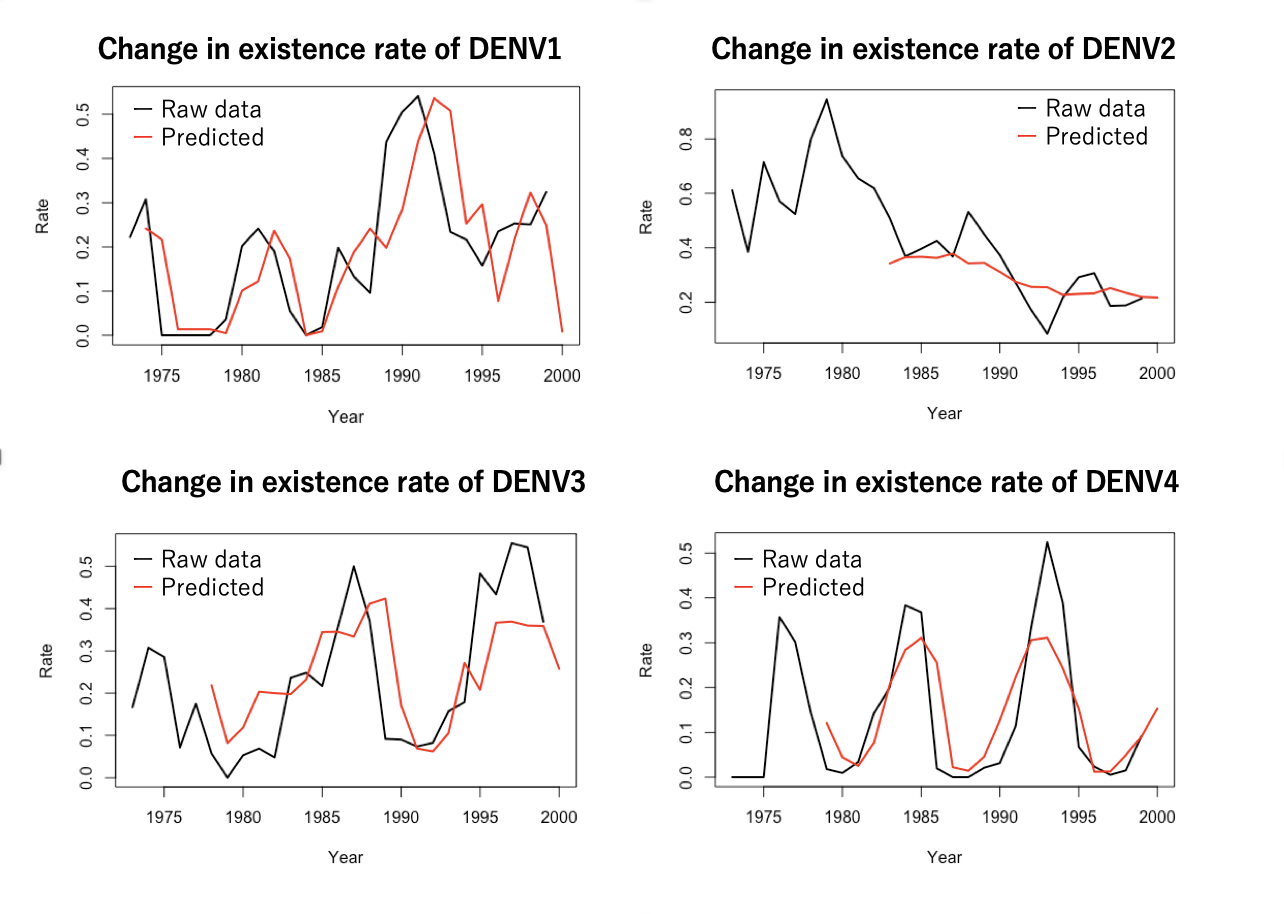 Change in existence rate of DENV1
Raw data
Predicted
Rate
0.0 0.1 0.2 0.3 0.4 0.5
1975 1980 1985 1990 1995 2000
Year
Change in existence rate of DENV2
Raw data
Predicted
Rate
0.2 0.4 0.6 0.8
1975 1980 1985 1990 1995 2000
Year
Change in existence rate of DENV3
Raw data
Predicted
Rate
0.0 0.1 0.2 0.3 0.4 0.5
1975 1980 1985 1990 1995 2000
Year
Change in existence rate of DENV4
Raw data
Predicted
Rate
0.0 0.1 0.2 0.3 0.4 0.5
1975 1980 1985 1990 1995 2000
Year